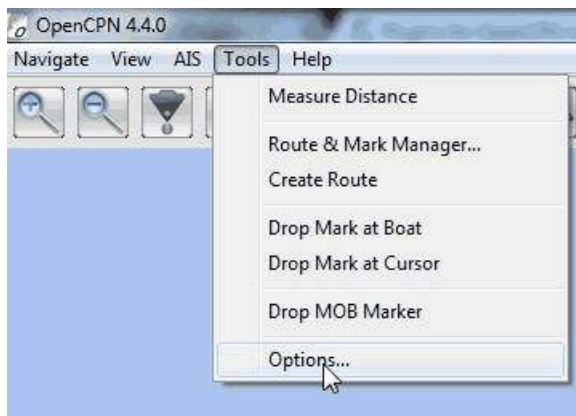 OpenCPN 4.4.0
Navigate View AIS Tools Help
Measure Distance
Route & Mark Manager...
Create Route
Drop Mark at Boat
Drop Mark at Cursor
Drop MOB Marker
Options...